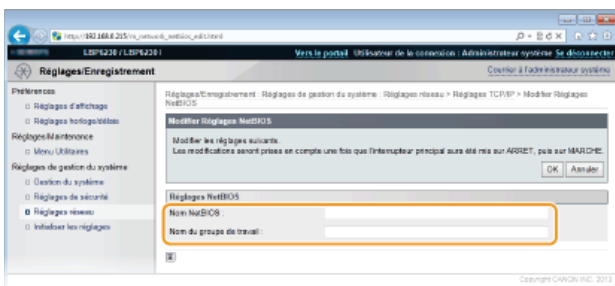 http://192.168.0.215/m_network_netbios_edit.html
LBP6230 / LBP6230
Vers le portail Utilisateur de la connexion : Administrateur système Se déconnecter
Réglages/Enregistrement
Courrier à l'administrateur système
Préférences
Réglages d'affichage
Réglages horloge/délais
Réglages/Maintenance
Menu Utilitaires
Réglages de gestion du système
Gestion du système
Réglages de sécurité
Réglages réseau
Initialiser les réglages
Réglages/Enregistrement : Réglages de gestion du système : Réglages réseau > Réglages TCP/IP > Modifier Réglages
NetBIOS
Modifier Réglages NetBIOS
Modifier les réglages suivants.
Les modifications seront prises en compte une fois que l'interrupteur principal aura été mis sur ARRET, puis sur MARCHE.
OK Annuler
Réglages NetBIOS
Nom NetBIOS :
Nom du groupe de travail :
Copyright CANON INC. 2013